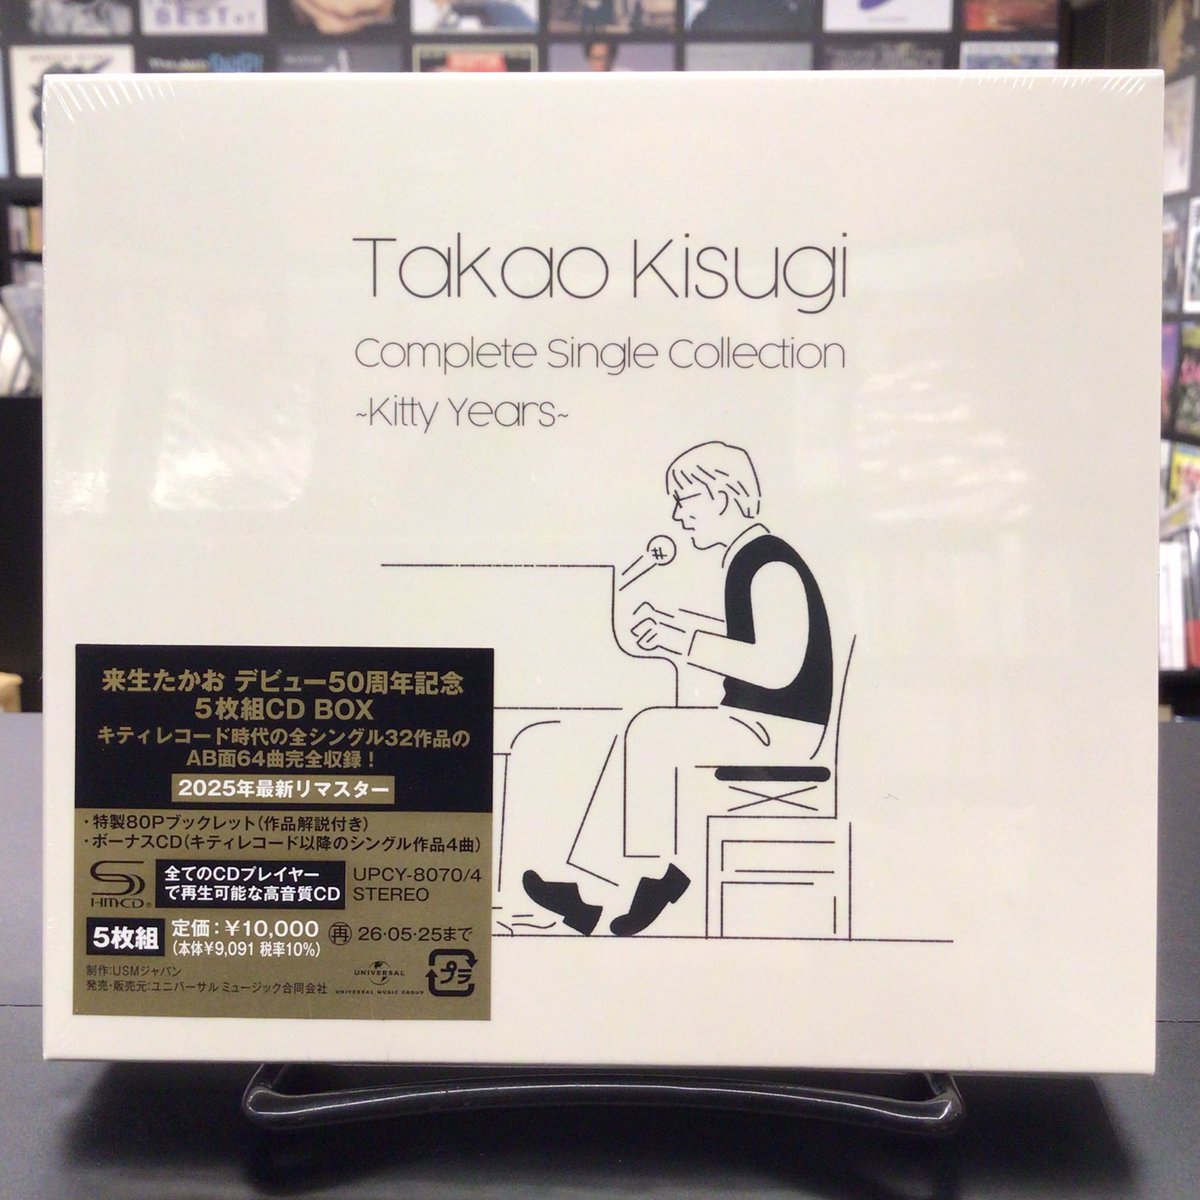 BEST of
Takao Kisugi
Complete Single Collection
~Kitty Years~
来生たかお デビュー50周年記念
5枚組CD BOX
キティレコード時代の全シングル32作品の
AB面64曲完全収録！
2025年最新リマスター
・特製80Pブックレット(作品解説付き)
・ボーナスCD(キティレコード以降のシングル作品4曲)
HMCD®
全てのCDプレイヤー
で再生可能な高音質CD
UPCY-8070/4
STEREO
5枚組
定価：￥10,000
(本体￥9,091 税率10%)
再 26·05·25まで
制作:USMジャパン
発売・販売元:ユニバーサル ミュージック合同会社
UNIVERSAL
UNIVERSAL MUSIC GROUP
プラ